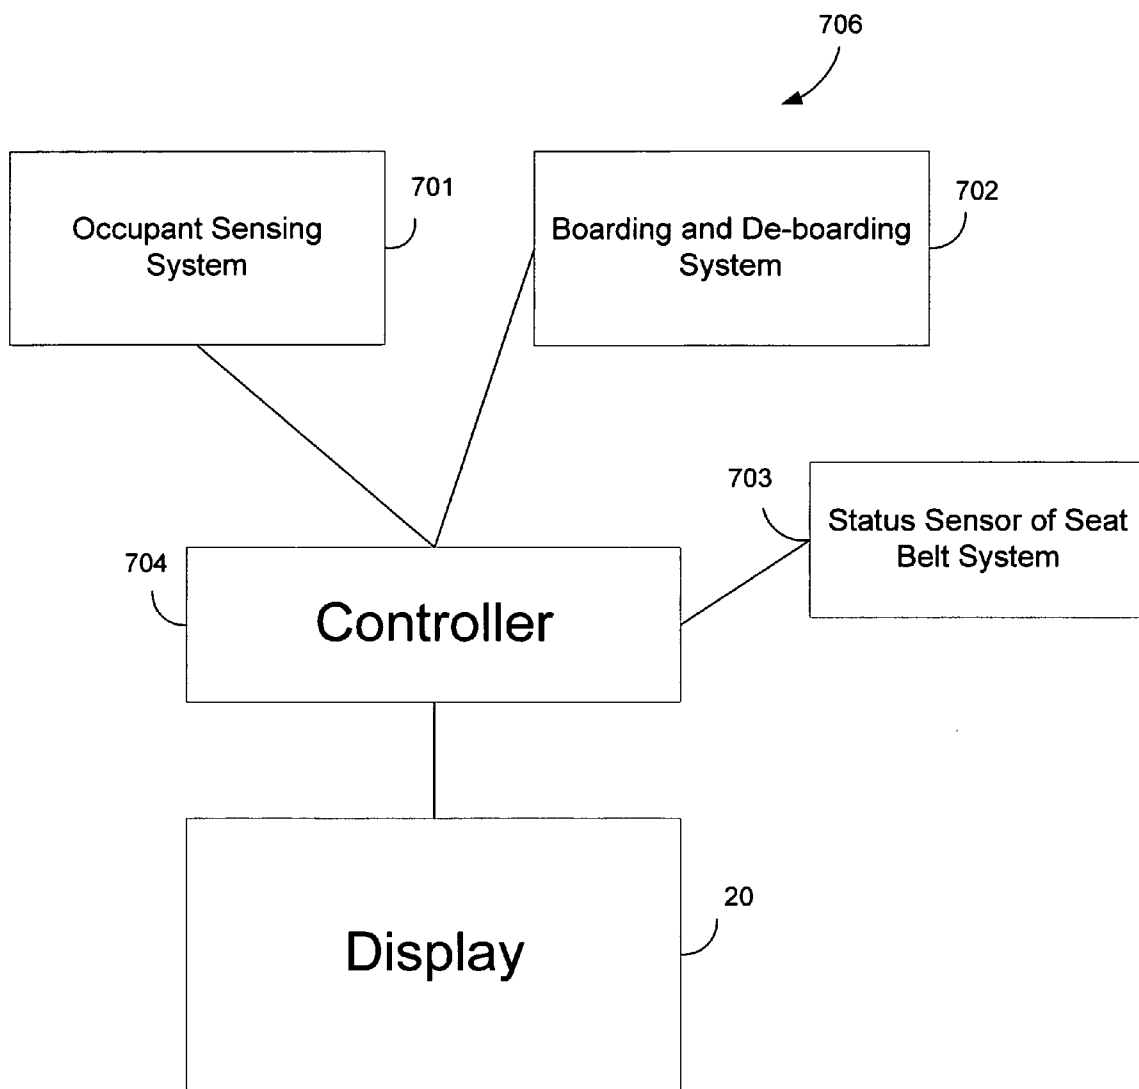 706
701
Occupant Sensing
System
702
Boarding and De-boarding
System
703
Status Sensor of Seat
Belt System
704
Controller
20
Display